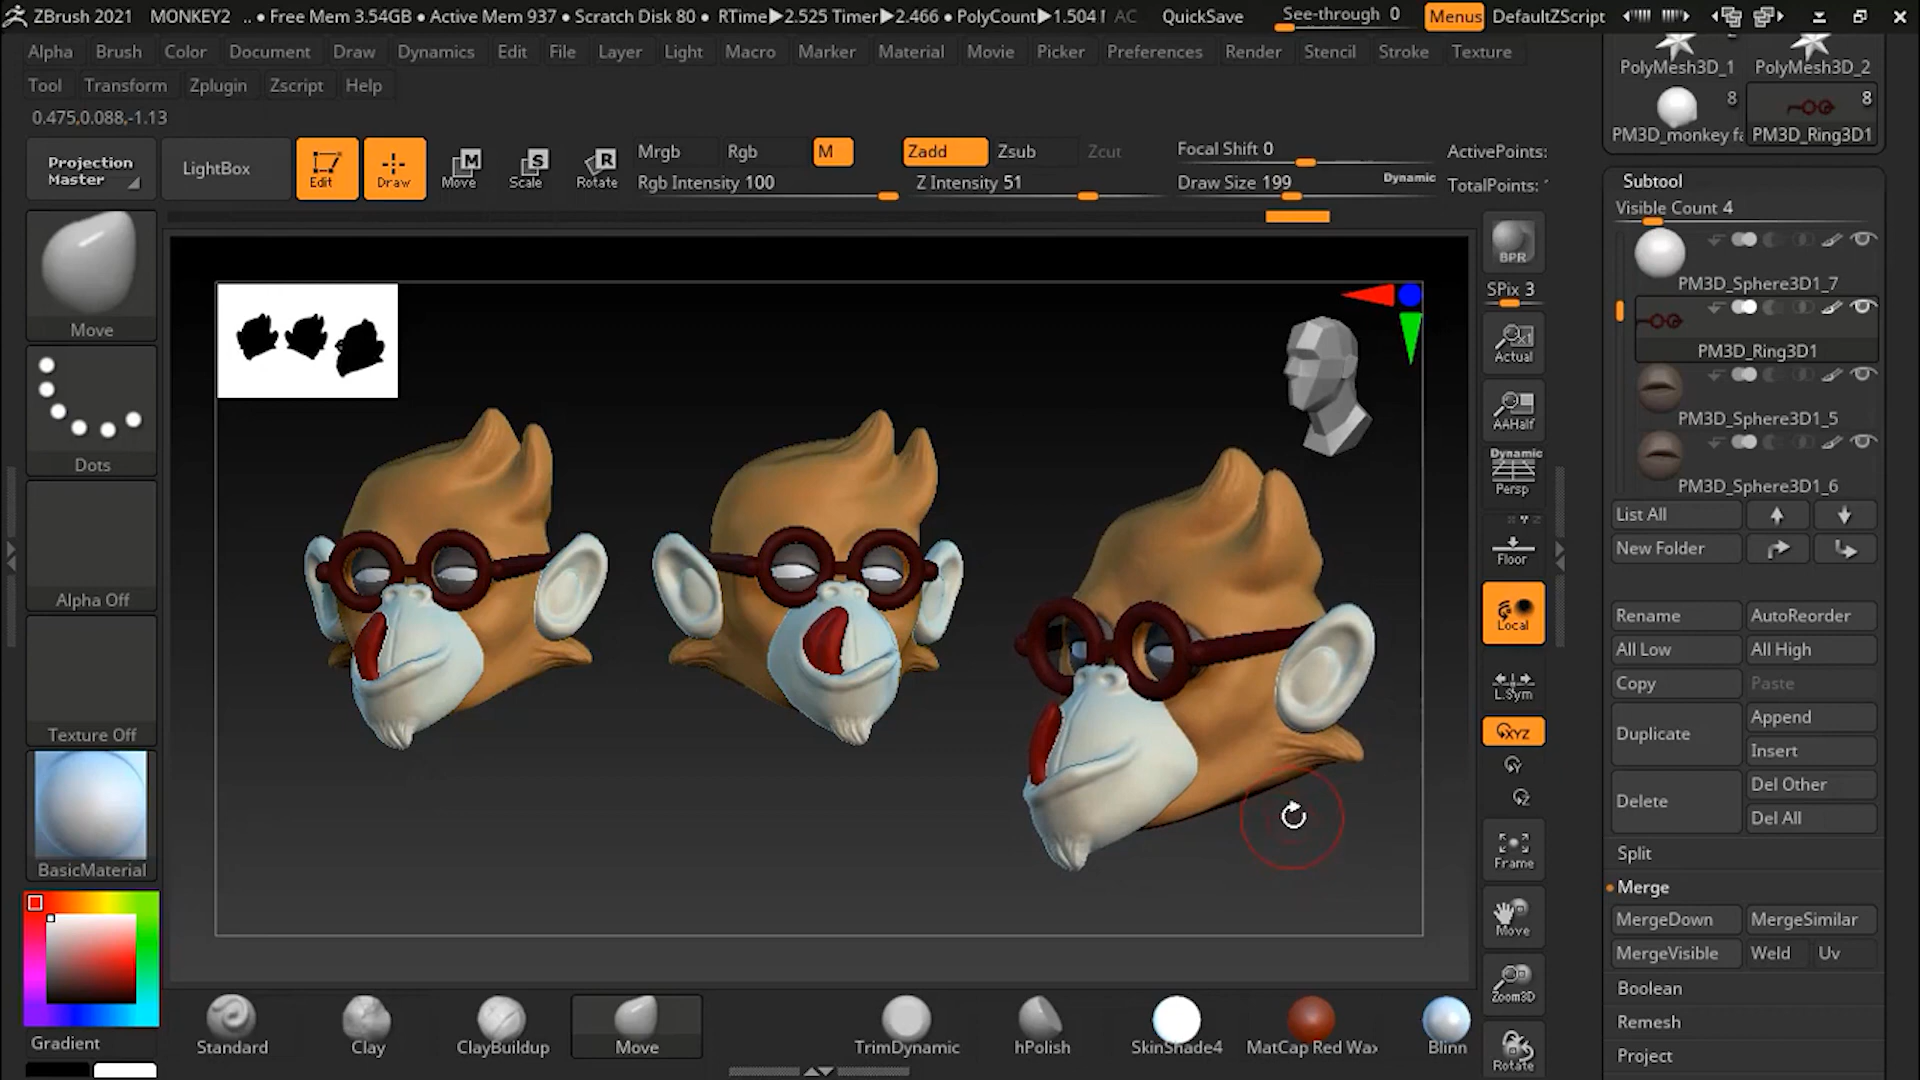 ZBrush 2021 MONKEY2 .. • Free Mem 3.54GB • Active Mem 937 • Scratch Disk 80 • RTime▶2.525 Timer▶2.466 • PolyCount▶1.504 AC QuickSave See-through 0 Menus DefaultZScript
Alpha Brush Color Document Draw Dynamics Edit File Layer Light Macro Marker Material Movie Picker Preferences Render Stencil Stroke Texture
Tool Transform Zplugin Zscript Help
0.475,0.088,-1.13
Projection Master
LightBox
Edit
Draw
Move
Scale
Rotate
Mrgb Rgb M
Rgb Intensity 100
Zadd Zsub Zcut
Z Intensity 51
Focal Shift 0
Draw Size 199 Dynamic
ActivePoints:
TotalPoints:
Move
Dots
Alpha Off
Texture Off
BasicMaterial
Gradient
BPR
SPix 3
Actual
AAHalf
Dynamic
Persp
Floor
Local
L.Sym
XYZ
Y
Z
Frame
Move
Zoom3D
Rotate
PolyMesh3D_1 PolyMesh3D_2
8 8
PM3D_monkey PM3D_Ring3D1
Subtool
Visible Count 4
PM3D_Sphere3D1_7
PM3D_Ring3D1
PM3D_Sphere3D1_5
PM3D_Sphere3D1_6
List All
New Folder
Rename AutoReorder
All Low All High
Copy Paste
Duplicate Append
Insert
Delete Del Other
Del All
Split
Merge
MergeDown MergeSimilar
MergeVisible Weld Uv
Boolean
Remesh
Project
Standard Clay ClayBuildup Move TrimDynamic hPolish SkinShade4 MatCap Red Wax Blinn